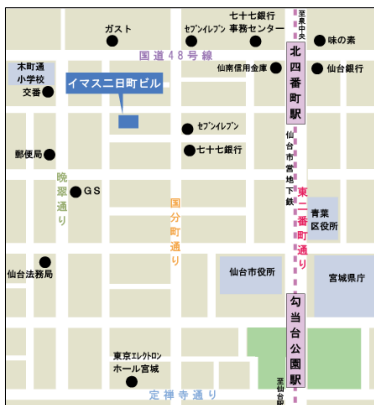 ガスト
セブンイレブン
七十七銀行
事務センター
至泉中央
味の素
国道48号線
北四番町駅
木町通
小学校
交番
イマス二日町ビル
仙南信用金庫
仙台銀行
セブンイレブン
七十七銀行
仙台市営地下鉄
郵便局
晩翠通り
GS
国分町通り
東二番町通り
青葉
区役所
仙台法務局
仙台市役所
宮城県庁
勾当台公園駅
東京エレクトロン
ホール宮城
至仙台駅
定禅寺通り